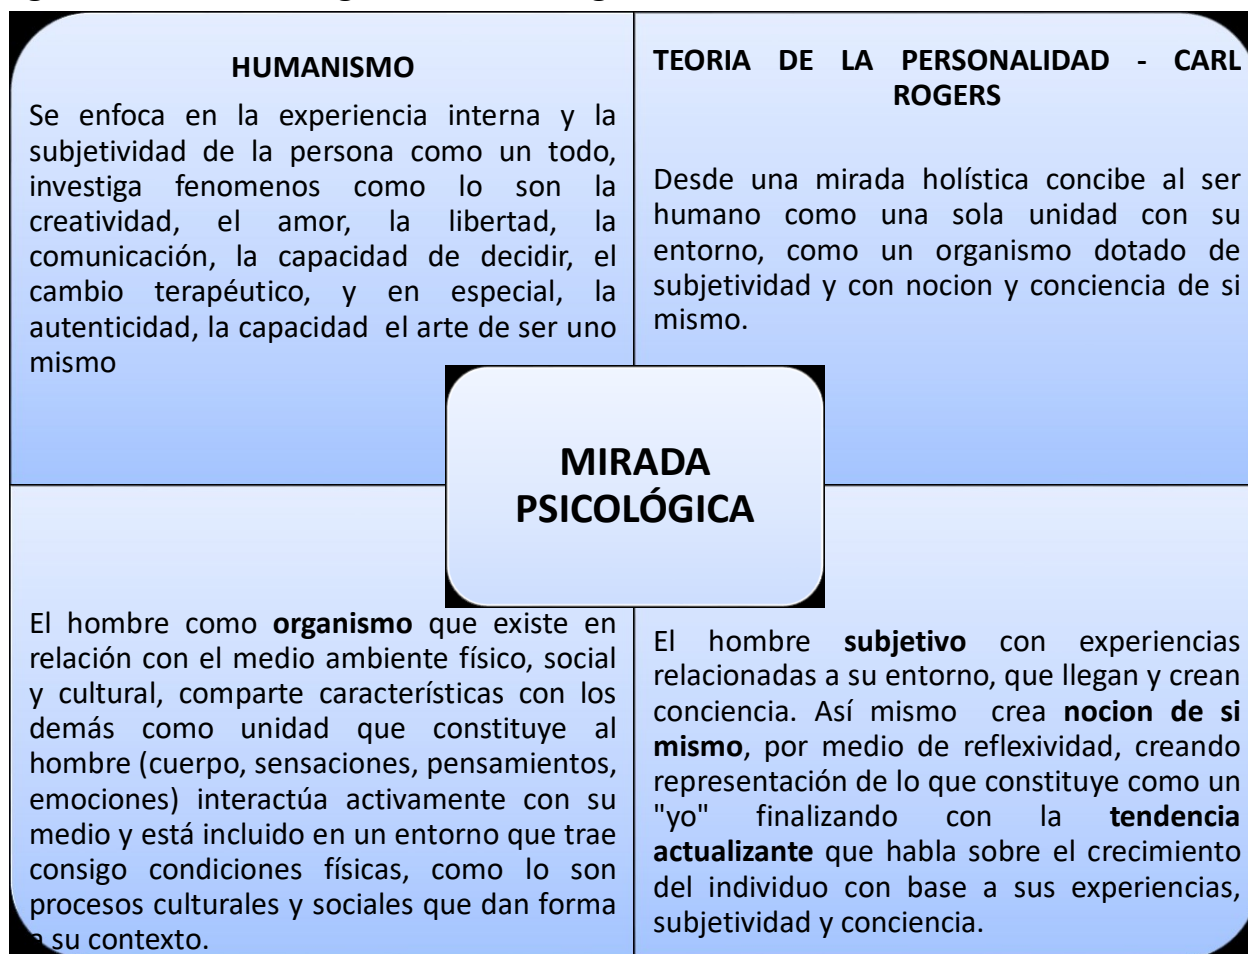 HUMANISMO
Se enfoca en la experiencia interna y la
subjetividad de la persona como un todo,
investiga fenomenos como lo son la
creatividad, el amor, la libertad, la
comunicación, la capacidad de decidir, el
cambio terapéutico, y en especial, la
autenticidad, la capacidad el arte de ser uno
mismo
TEORIA DE LA PERSONALIDAD - CARL
ROGERS
Desde una mirada holística concibe al ser
humano como una sola unidad con su
entorno, como un organismo dotado de
subjetividad y con nocion y conciencia de si
mismo.
MIRADA
PSICOLÓGICA
El hombre como organismo que existe en
relación con el medio ambiente físico, social
y cultural, comparte características con los
demás como unidad que constituye al
hombre (cuerpo, sensaciones, pensamientos,
emociones) interactúa activamente con su
medio y está incluido en un entorno que trae
consigo condiciones físicas, como lo son
procesos culturales y sociales que dan forma
a su contexto.
El hombre subjetivo con experiencias
relacionadas a su entorno, que llegan y crean
conciencia. Así mismo crea nocion de si
mismo, por medio de reflexividad, creando
representación de lo que constituye como un
"yo" finalizando con la tendencia
actualizante que habla sobre el crecimiento
del individuo con base a sus experiencias,
subjetividad y conciencia.